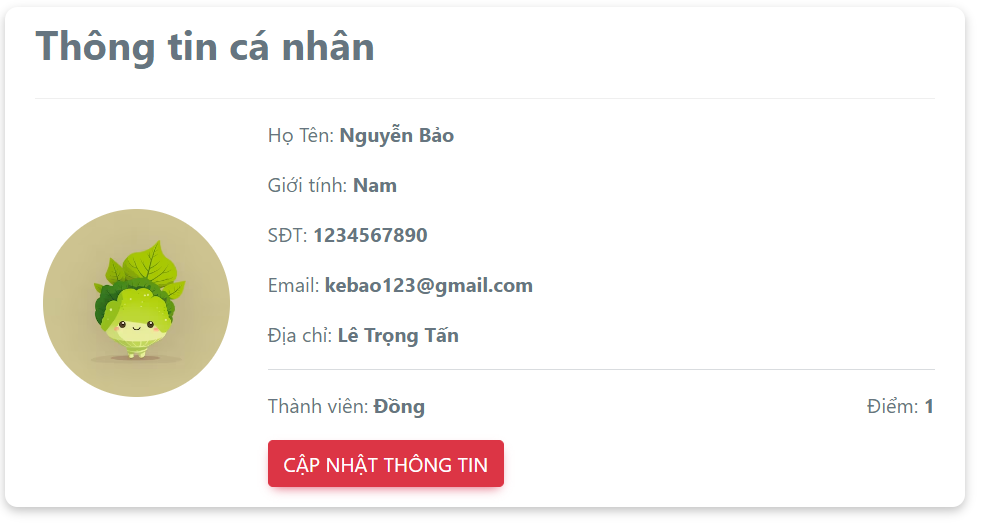 Thông tin cá nhân
Họ Tên: Nguyễn Bảo
Giới tính: Nam
SĐT: 1234567890
Email: kebao123@gmail.com
Địa chỉ: Lê Trọng Tấn
Thành viên: Đồng Điểm: 1
CẬP NHẬT THÔNG TIN